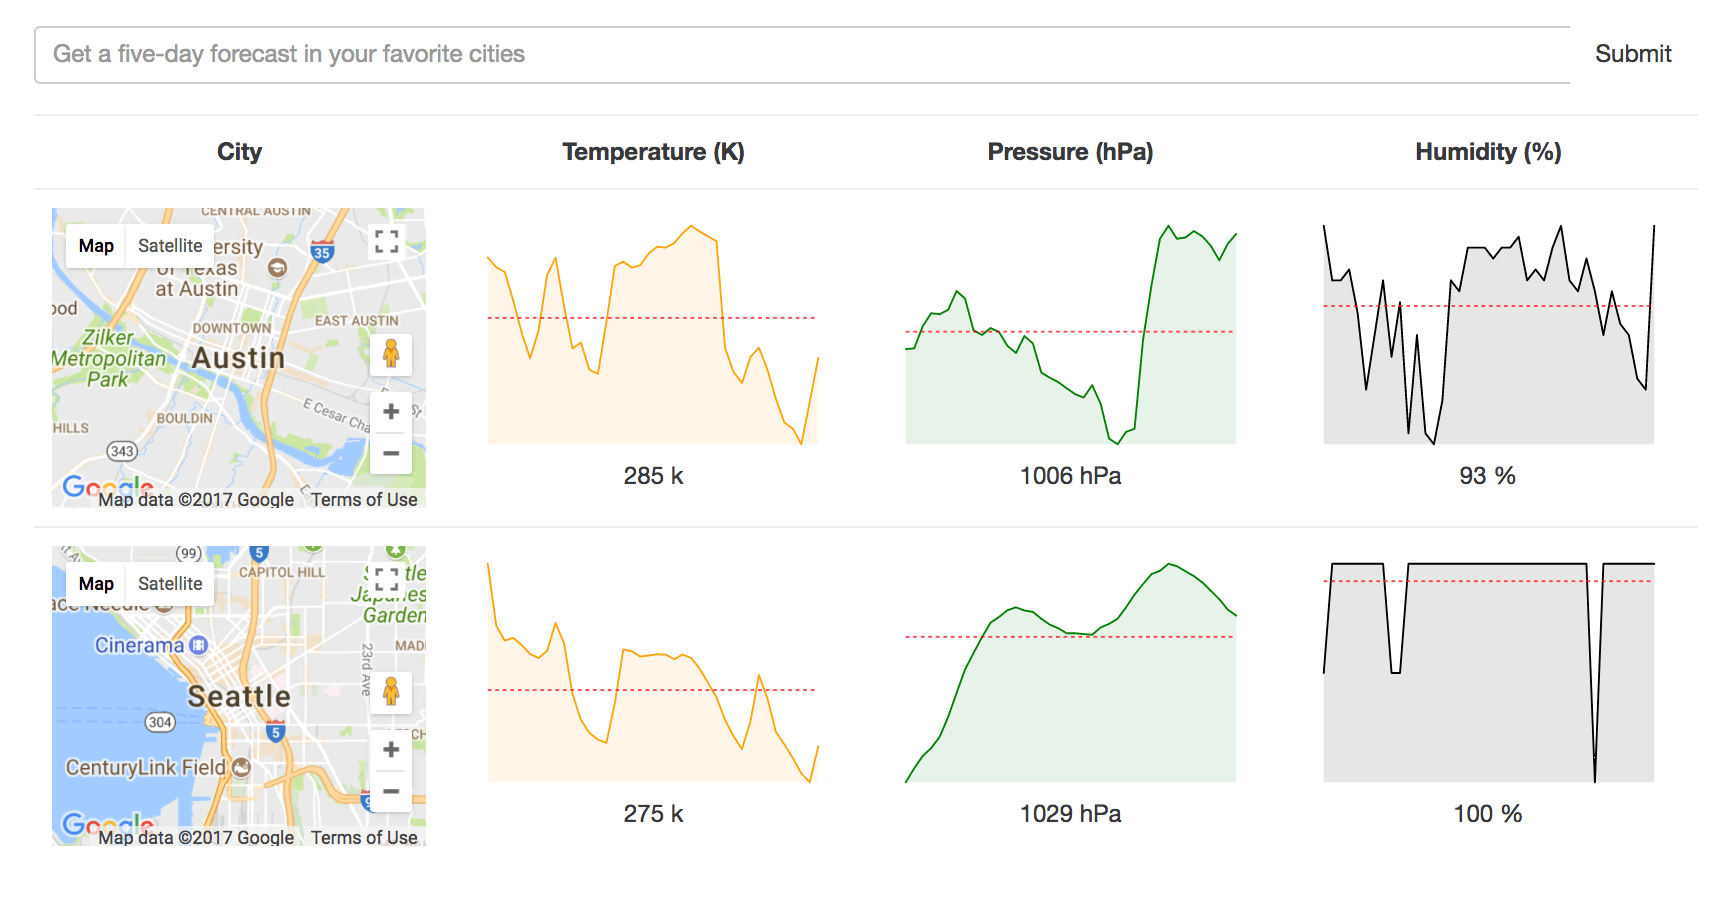 Get a five-day forecast in your favorite cities
Submit
City
Temperature (K)
Pressure (hPa)
Humidity (%)
CENTRAL AUSTIN
Map
Satellite
ersity
of Texas
at Austin
35
ood
DOWNTOWN
EAST AUSTIN
Zilker
Metropolitan
Park
Austin
E Cesar Cha
St
BOULDIN
HILLS
343
Google
Map data ©2017 Google
Terms of Use
285 k
1006 hPa
93 %
99
5
CAPITOL HILL
Map
Satellite
ace Needle
Japanes
Garden
Cinerama
MADI
23rd Ave
Seattle
304
5
CenturyLink Field
Google
Map data ©2017 Google
Terms of Use
275 k
1029 hPa
100 %